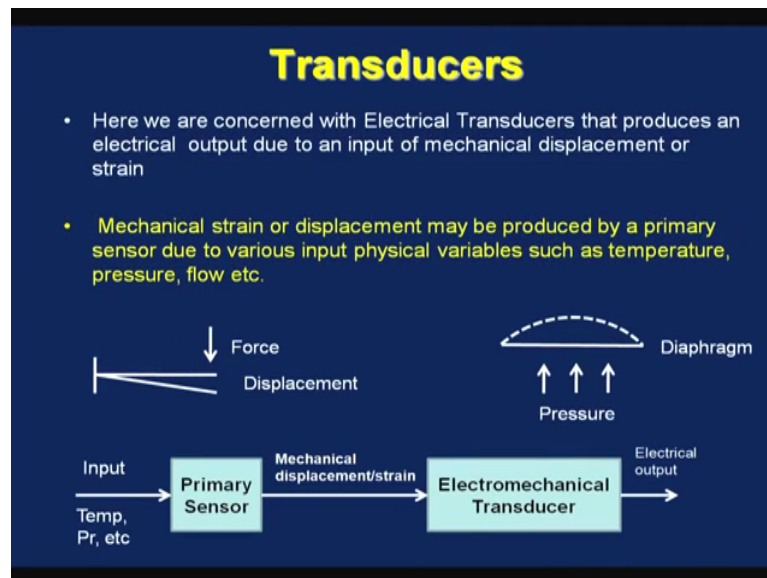 Transducers
• Here we are concerned with Electrical Transducers that produces an
electrical output due to an input of mechanical displacement or
strain
• Mechanical strain or displacement may be produced by a primary
sensor due to various input physical variables such as temperature,
pressure, flow etc.
Force
Displacement
Diaphragm
Pressure
Input
Temp,
Pr, etc
Primary
Sensor
Mechanical
displacement/strain
Electromechanical
Transducer
Electrical
output